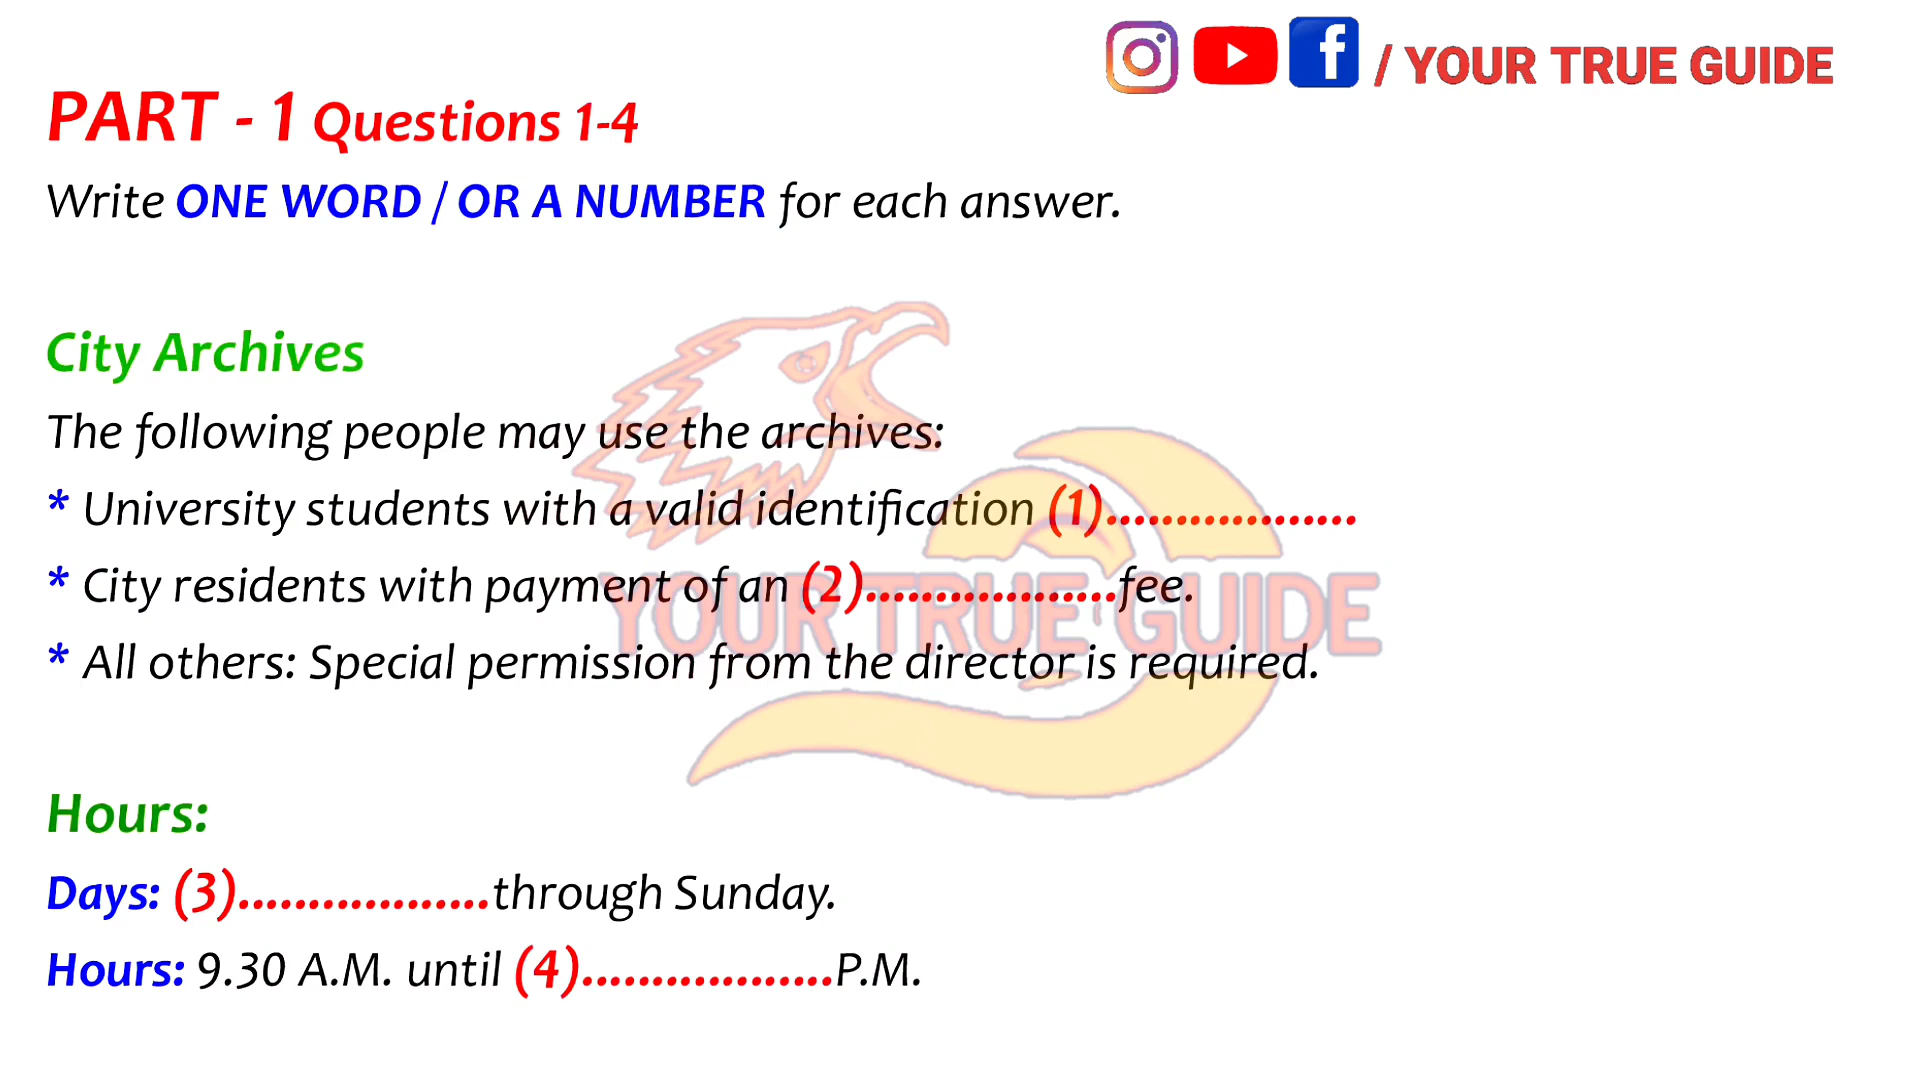 / YOUR TRUE GUIDE
PART - 1 Questions 1-4
Write ONE WORD / OR A NUMBER for each answer.
City Archives
The following people may use the archives:
* University students with a valid identification (1)..................
* City residents with payment of an (2)..................fee.
YOUR TRUE GUIDE
* All others: Special permission from the director is required.
Hours:
Days: (3)..................through Sunday.
Hours: 9.30 A.M. until (4)..................P.M.